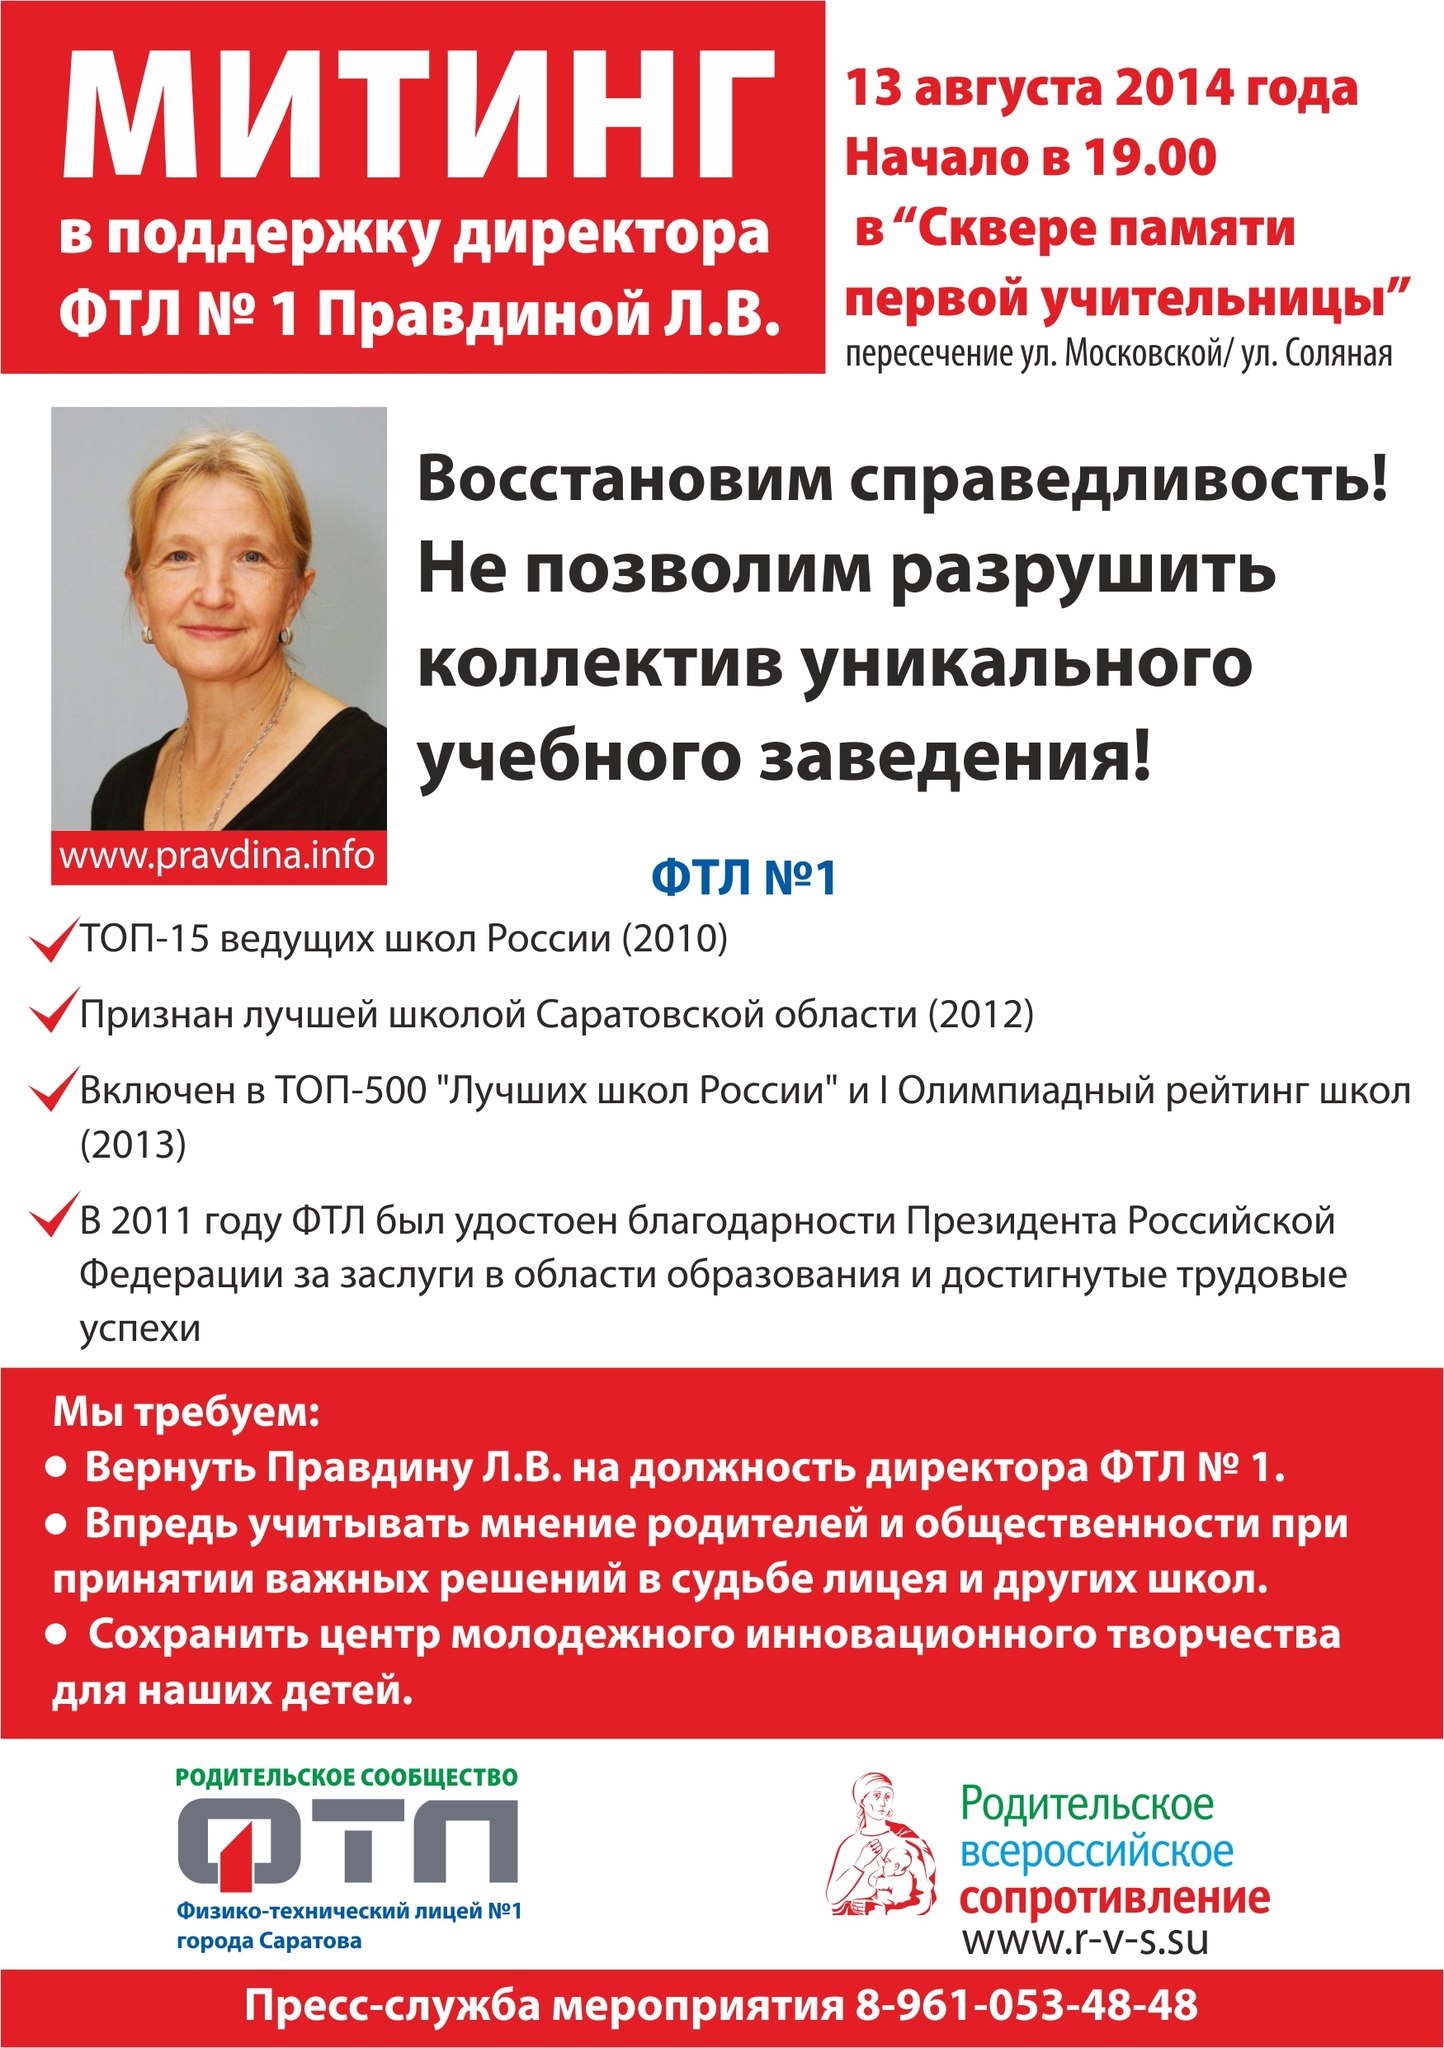 МИТИНГ
в поддержку директора
ФТЛ № 1 Правдиной Л.В.
13 августа 2014 года
Начало в 19.00
в “Сквере памяти
первой учительницы”
пересечение ул. Московской/ ул. Соляная
Восстановим справедливость!
Не позволим разрушить
коллектив уникального
учебного заведения!
www.pravdina.info
ФТЛ №1
ТОП-15 ведущих школ России (2010)
Признан лучшей школой Саратовской области (2012)
Включен в ТОП-500 "Лучших школ России" и I Олимпиадный рейтинг школ
(2013)
В 2011 году ФТЛ был удостоен благодарности Президента Российской
Федерации за заслуги в области образования и достигнутые трудовые
успехи
Мы требуем:
● Вернуть Правдину Л.В. на должность директора ФТЛ № 1.
● Впредь учитывать мнение родителей и общественности при
принятии важных решений в судьбе лицея и других школ.
● Сохранить центр молодежного инновационного творчества
для наших детей.
РОДИТЕЛЬСКОЕ СООБЩЕСТВО
ФТЛ
1
Физико-технический лицей №1
города Саратова
Родительское
всероссийское
сопротивление
www.r-v-s.su
Пресс-служба мероприятия 8-961-053-48-48